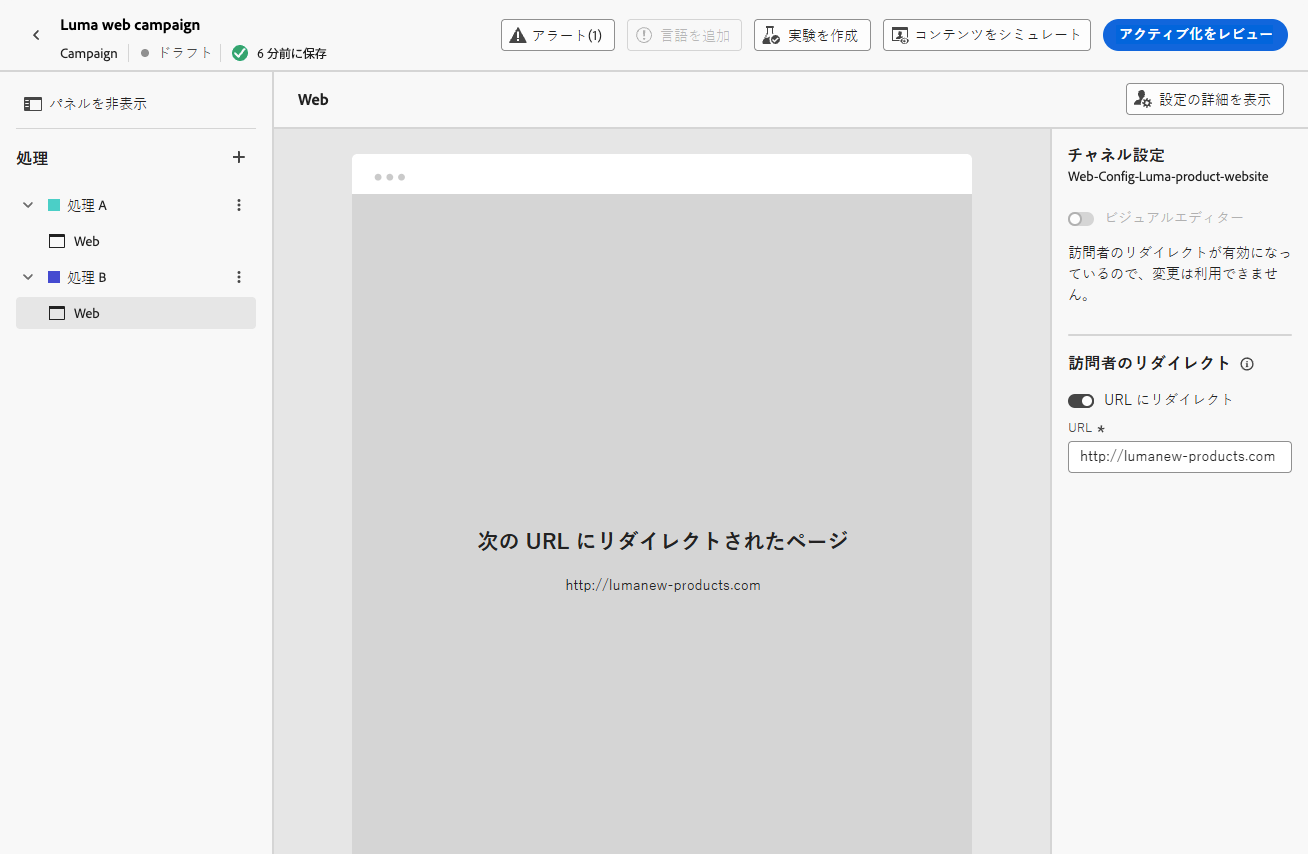 Luma web campaign
Campaign
ドラフト
6 分前に保存
アラート(1)
言語を追加
実験を作成
コンテンツをシミュレート
アクティブ化をレビュー
パネルを非表示
処理
処理 A
Web
処理 B
Web
Web
設定の詳細を表示
次の URL にリダイレクトされたページ
http://lumanew-products.com
チャネル設定
Web-Config-Luma-product-website
ビジュアルエディター
訪問者のリダイレクトが有効になっ
ているので、変更は利用できませ
ん。
訪問者のリダイレクト
URL にリダイレクト
URL *
http://lumanew-products.com